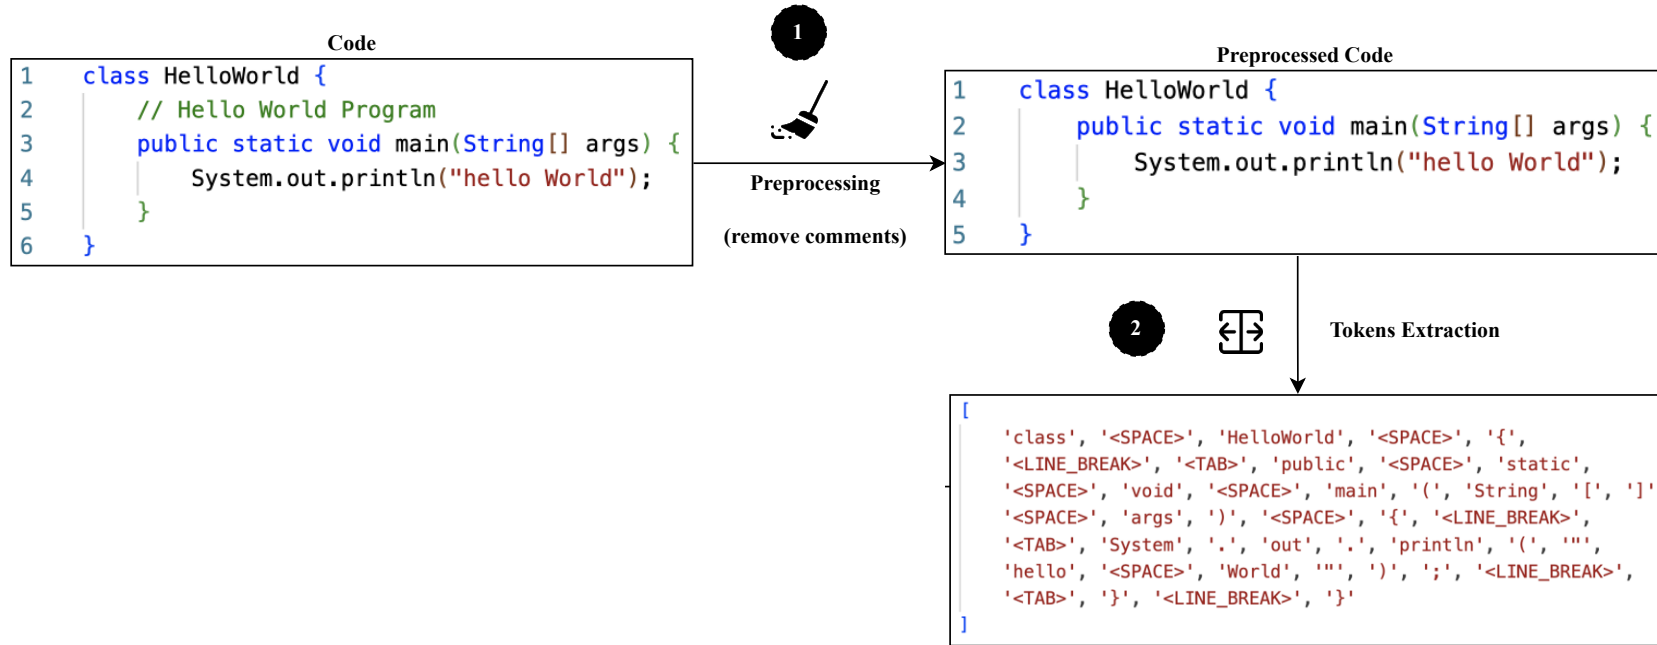 Code
1 class HelloWorld {
2 // Hello World Program
3 public static void main(String[] args) {
4 System.out.println("hello World");
5 }
6 }
1
Preprocessing
(remove comments)
Preprocessed Code
1 class HelloWorld {
2 public static void main(String[] args) {
3 System.out.println("hello World");
4 }
5 }
2
Tokens Extraction
[
'class', '<SPACE>', 'HelloWorld', '<SPACE>', '{',
'<LINE_BREAK>', '<TAB>', 'public', '<SPACE>', 'static',
'<SPACE>', 'void', '<SPACE>', 'main', '(', 'String', '[', ']'
'<SPACE>', 'args', ')', '<SPACE>', '{', '<LINE_BREAK>',
'<TAB>', 'System', '.', 'out', '.', 'println', '(', '"',
'hello', '<SPACE>', 'World', '"', ')', ';', '<LINE_BREAK>',
'<TAB>', '}', '<LINE_BREAK>', '}'
]